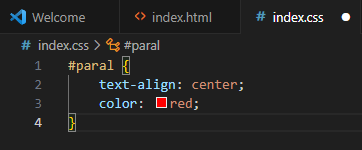 Welcome index.html index.css
index.css > #paral
1 #paral {
2 text-align: center;
3 color: red;
4 }